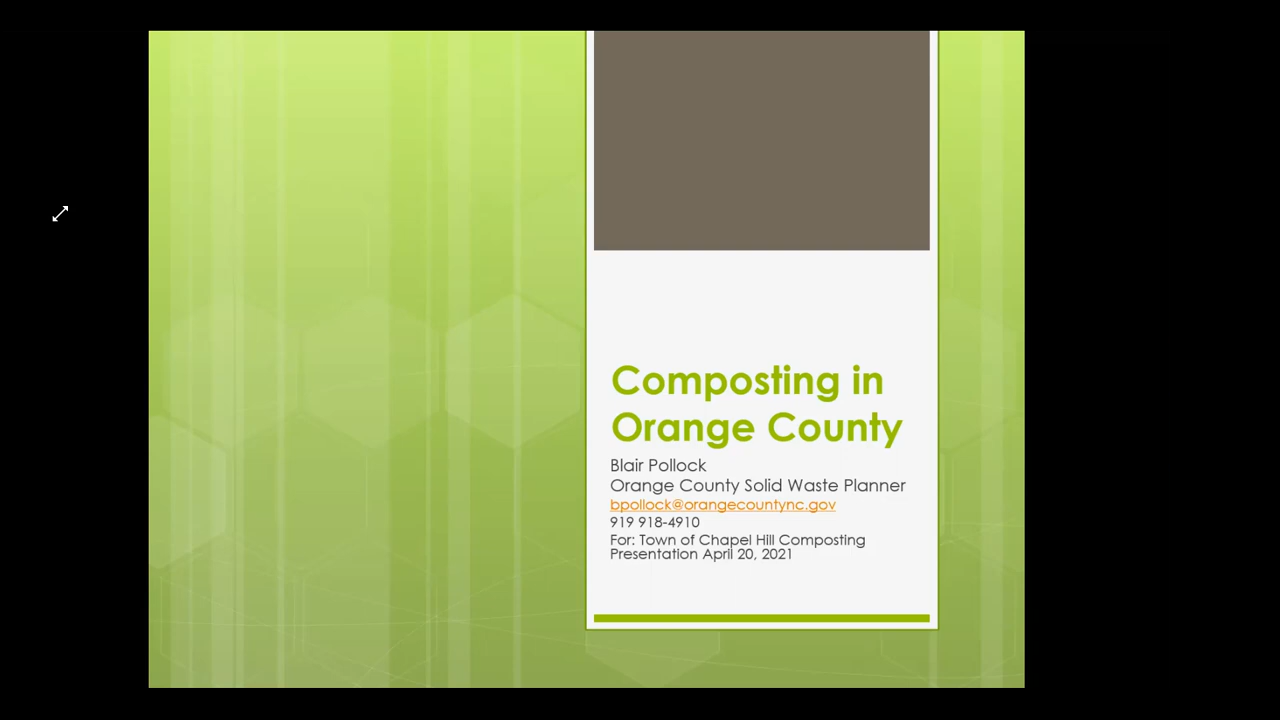 Composting in
Orange County
Blair Pollock
Orange County Solid Waste Planner
bpollock@orangecountync.gov
919 918-4910
For: Town of Chapel Hill Composting
Presentation April 20, 2021